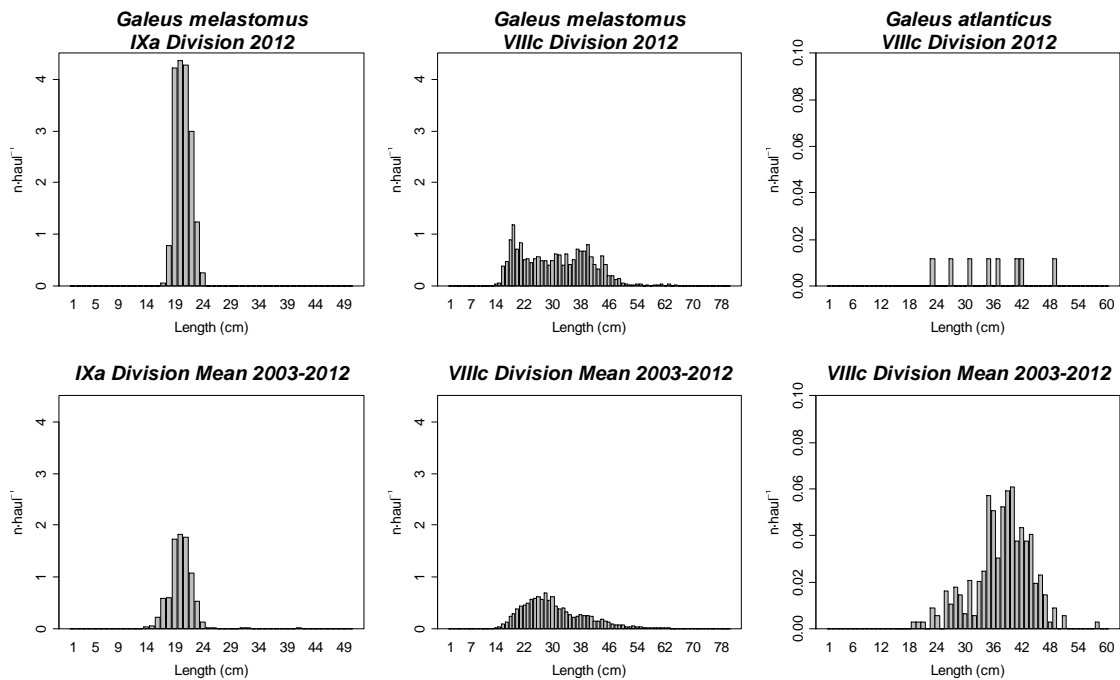 Galeus melastomus
IXa Division 2012
4
3
2
1
0
n·haul⁻¹
1 5 9 14 19 24 29 34 39 44 49
Length (cm)
Galeus melastomus
VIIIc Division 2012
4
3
2
1
0
n·haul⁻¹
1 7 14 22 30 38 46 54 62 70 78
Length (cm)
Galeus atlanticus
VIIIc Division 2012
0.10
0.08
0.06
0.04
0.02
0.00
n·haul⁻¹
1 6 12 18 24 30 36 42 48 54 60
Length (cm)
IXa Division Mean 2003-2012
4
3
2
1
0
n·haul⁻¹
1 5 9 14 19 24 29 34 39 44 49
Length (cm)
VIIIc Division Mean 2003-2012
4
3
2
1
0
n·haul⁻¹
1 7 14 22 30 38 46 54 62 70 78
Length (cm)
VIIIc Division Mean 2003-2012
0.10
0.08
0.06
0.04
0.02
0.00
n·haul⁻¹
1 6 12 18 24 30 36 42 48 54 60
Length (cm)